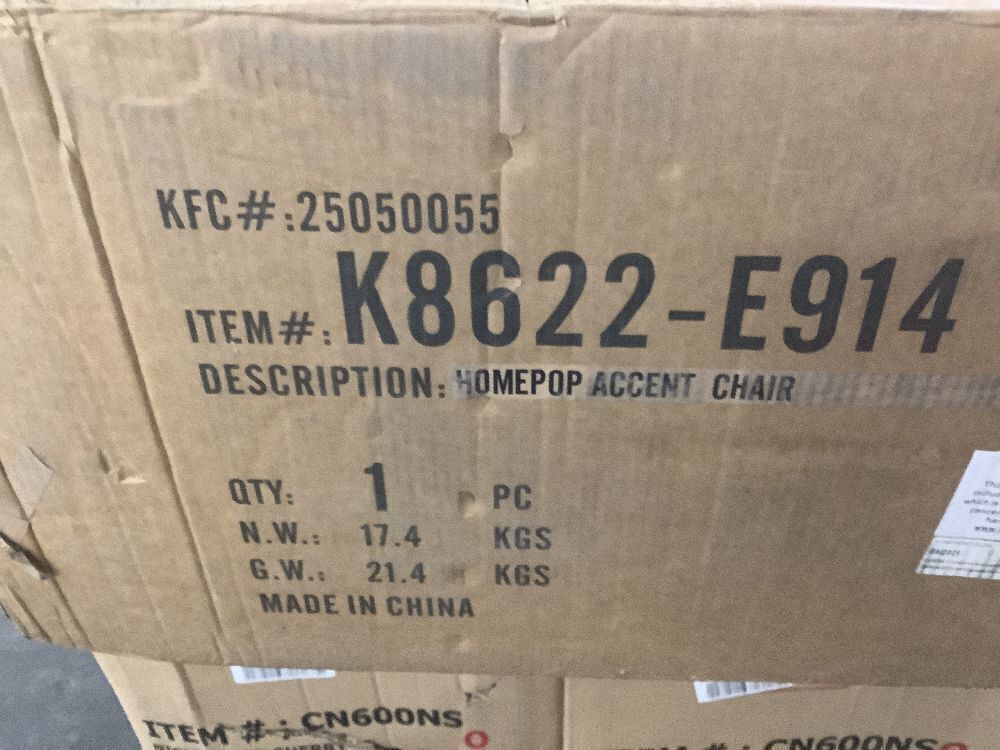 KFC#:25050055
ITEM#: K8622-E914
DESCRIPTION: HOMEPOP ACCENT CHAIR
QTY: 1 PC
N.W.: 17.4 KGS
G.W.: 21.4 KGS
MADE IN CHINA
ITEM #: CN600NS
ITEM #: CN600NS